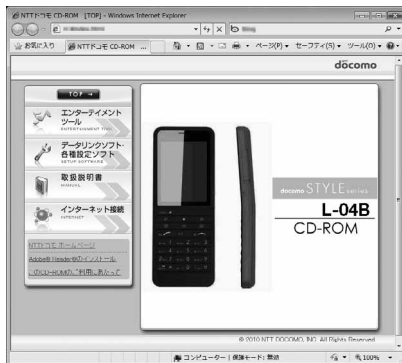 NTTドコモ CD-ROM [TOP] - Windows Internet Explorer
お気に入り
NTTドコモ CD-ROM ...
ページ(P)
セーフティ(S)
ツール(O)
döcomo
TOP
エンターテイメント
ツール
ENTERTAINMENT TOOL
データリンクソフト・
各種設定ソフト
SETUP SOFTWARE
取扱説明書
MANUAL
インターネット接続
INTERNET
NTTドコモ ホームページ
Adobe® Reader®のインストール
このCD-ROMのご利用にあたって
docomo STYLE series
L-04B
CD-ROM
© 2010 NTT DOCOMO, INC. All Rights Reserved.
コンピューター | 保護モード: 無効
100%